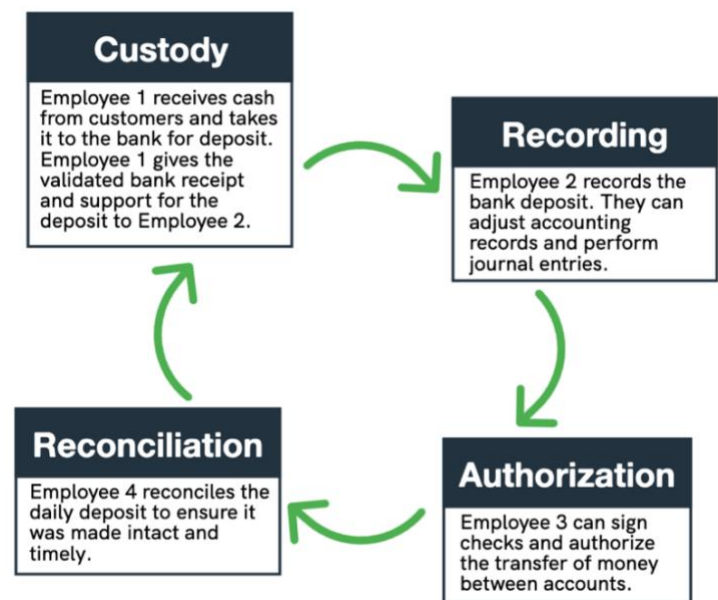 Custody
Employee 1 receives cash
from customers and takes
it to the bank for deposit.
Employee 1 gives the
validated bank receipt
and support for the
deposit to Employee 2.
Recording
Employee 2 records the
bank deposit. They can
adjust accounting
records and perform
journal entries.
Authorization
Employee 3 can sign
checks and authorize
the transfer of money
between accounts.
Reconciliation
Employee 4 reconciles the
daily deposit to ensure it
was made intact and
timely.